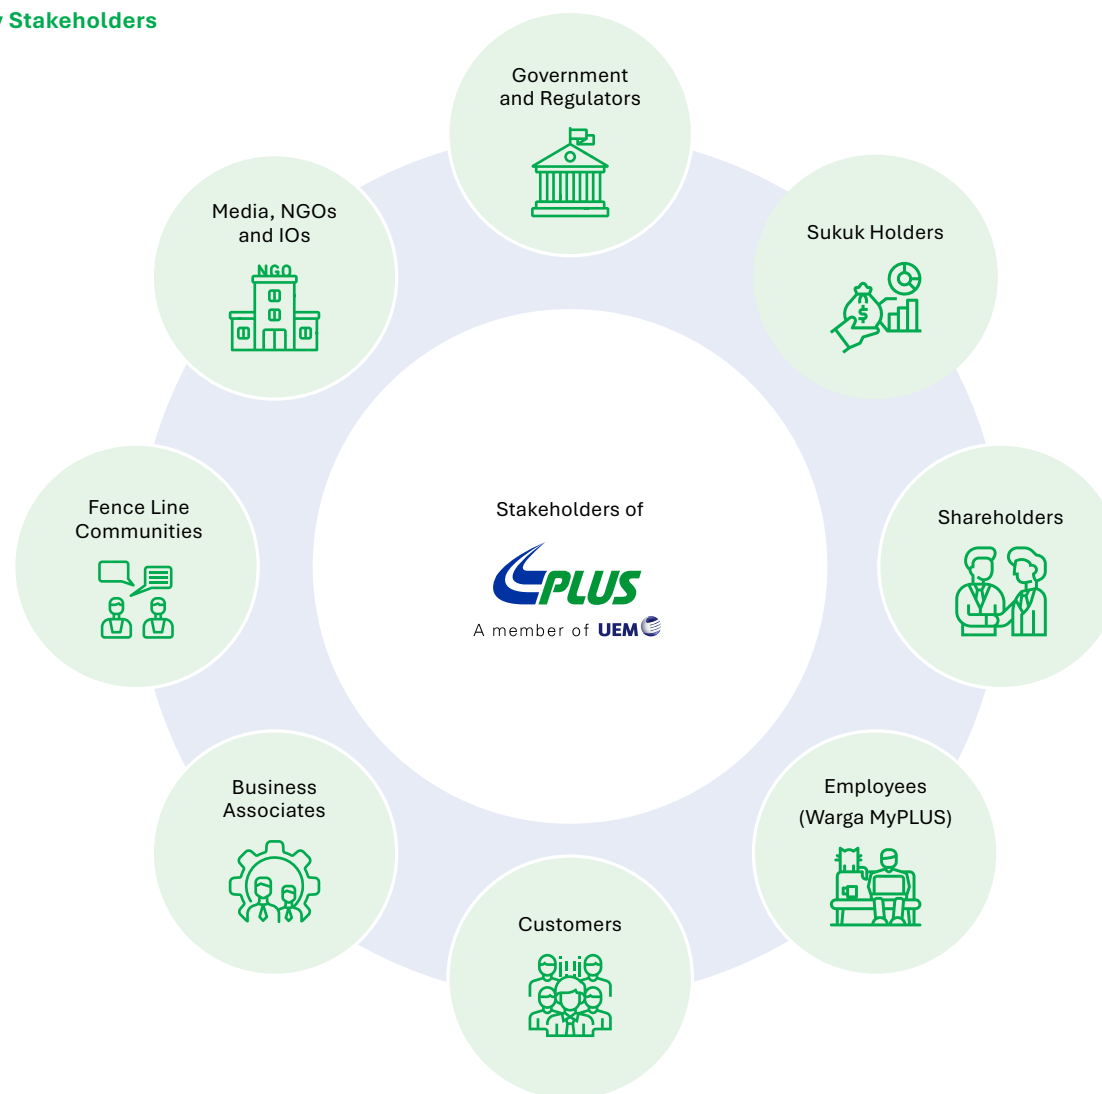 y Stakeholders
Government
and Regulators
Sukuk Holders
$
Shareholders
Employees
(Warga MyPLUS)
Customers
Business
Associates
Fence Line
Communities
Media, NGOs
and IOs
NGO
Stakeholders of
PLUS
A member of UEM